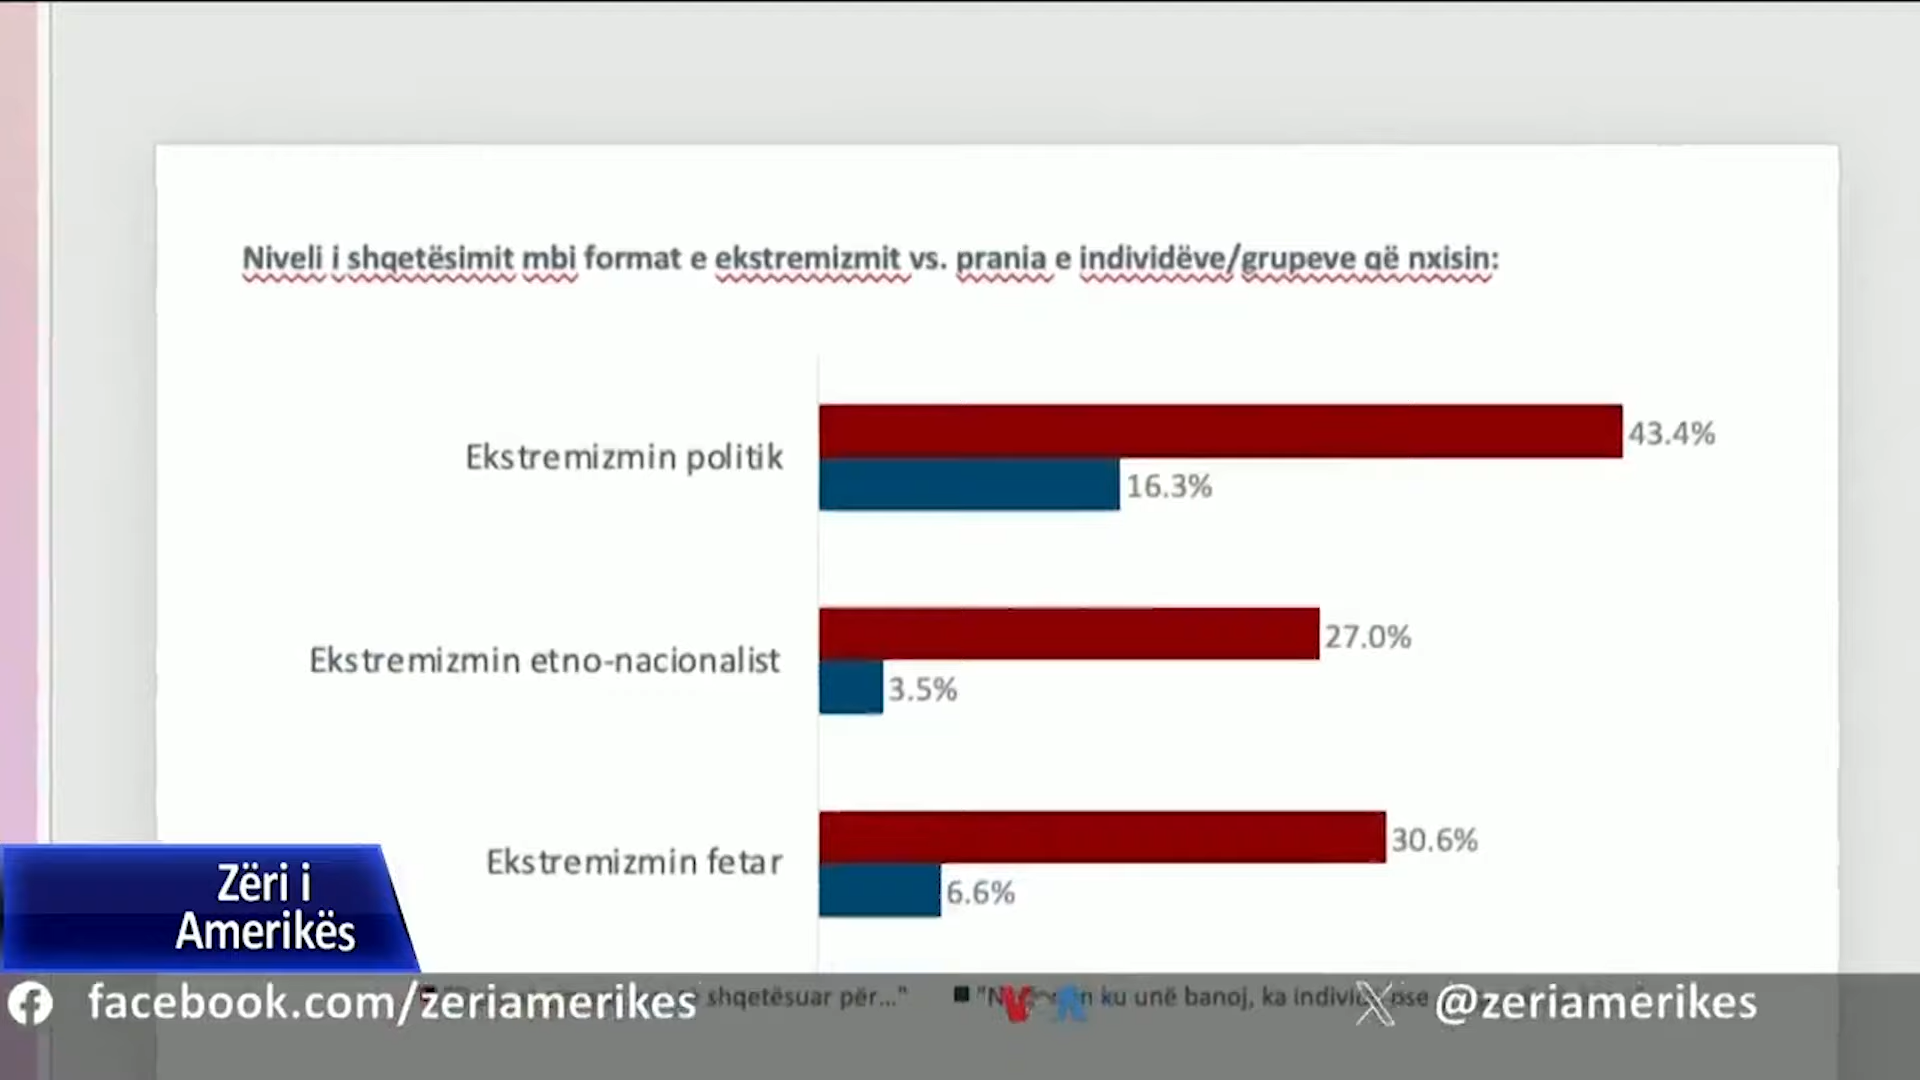 Niveli i shqetësimit mbi format e ekstremizmit vs. prania e individëve/grupeve që nxisin:
Ekstremizmin politik
43.4%
16.3%
Ekstremizmin etno-nacionalist
27.0%
3.5%
Ekstremizmin fetar
30.6%
6.6%
Zëri i
Amerikës
shqetësuar për..."
ku unë banoj, ka
facebook.com/zeriamerikes
@zeriamerikes